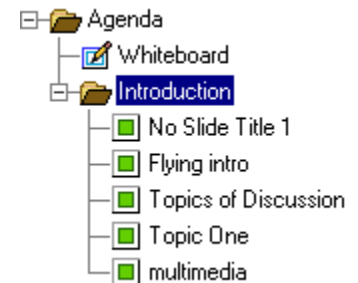 Agenda
Whiteboard
Introduction
No Slide Title 1
Flying intro
Topics of Discussion
Topic One
multimedia